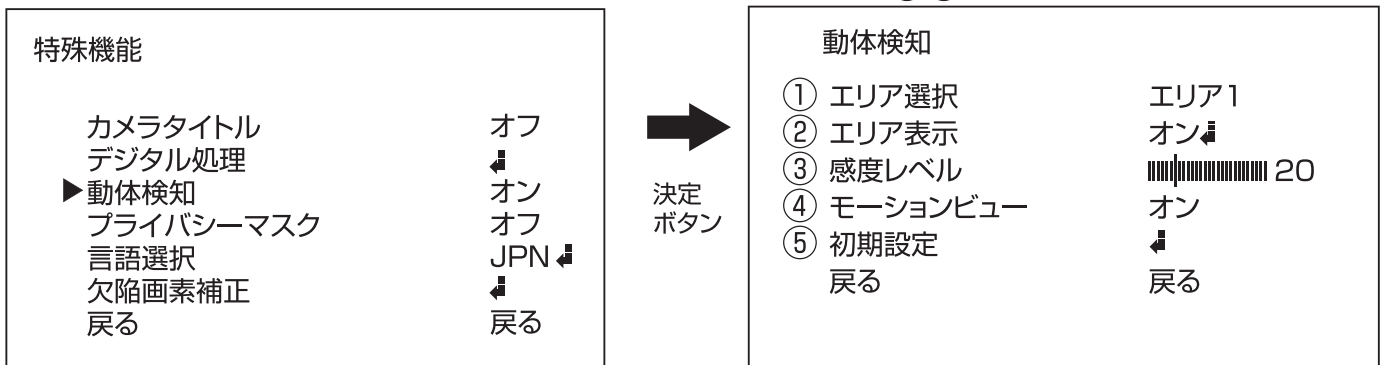 特殊機能
カメラタイトル オフ
デジタル処理 ↲
▶動体検知 オン
プライバシーマスク オフ
言語選択 JPN↲
欠陥画素補正 ↲
戻る 戻る
決定
ボタン
動体検知
① エリア選択 エリア1
② エリア表示 オン↲
③ 感度レベル 20
④ モーションビュー オン
⑤ 初期設定 ↲
戻る 戻る